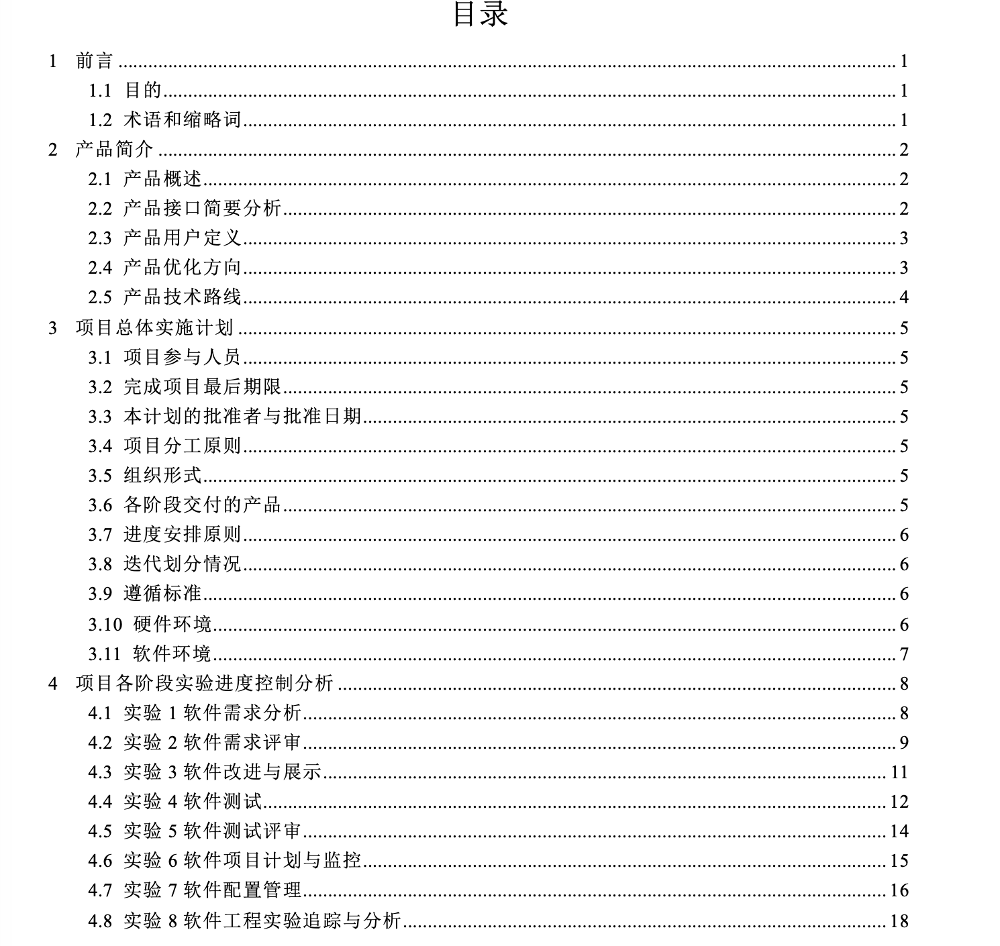 目录
1 前言 1
1.1 目的 1
1.2 术语和缩略词 1
2 产品简介 2
2.1 产品概述 2
2.2 产品接口简要分析 2
2.3 产品用户定义 3
2.4 产品优化方向 3
2.5 产品技术路线 4
3 项目总体实施计划 5
3.1 项目参与人员 5
3.2 完成项目最后期限 5
3.3 本计划的批准者与批准日期 5
3.4 项目分工原则 5
3.5 组织形式 5
3.6 各阶段交付的产品 5
3.7 进度安排原则 6
3.8 迭代划分情况 6
3.9 遵循标准 6
3.10 硬件环境 6
3.11 软件环境 7
4 项目各阶段实验进度控制分析 8
4.1 实验 1 软件需求分析 8
4.2 实验 2 软件需求评审 9
4.3 实验 3 软件改进与展示 11
4.4 实验 4 软件测试 12
4.5 实验 5 软件测试评审 14
4.6 实验 6 软件项目计划与监控 15
4.7 实验 7 软件配置管理 16
4.8 实验 8 软件工程实验追踪与分析 18